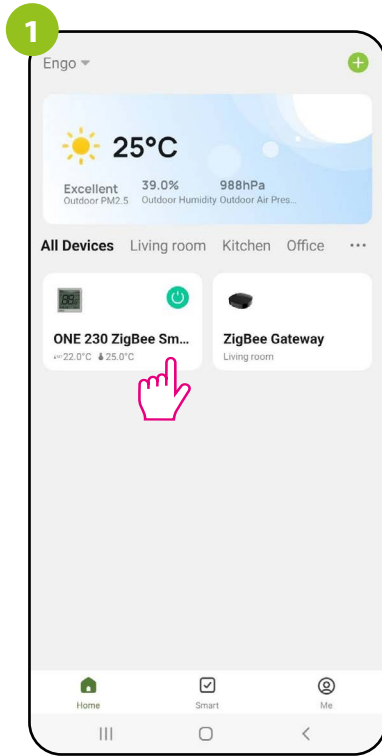 1
Engo
25°C
Excellent 39.0% 988hPa
Outdoor PM2.5 Outdoor Humidity Outdoor Air Pres...
All Devices Living room Kitchen Office ...
ONE 230 ZigBee Sm... ZigBee Gateway
22.0°C 25.0°C Living room
Home Smart Me